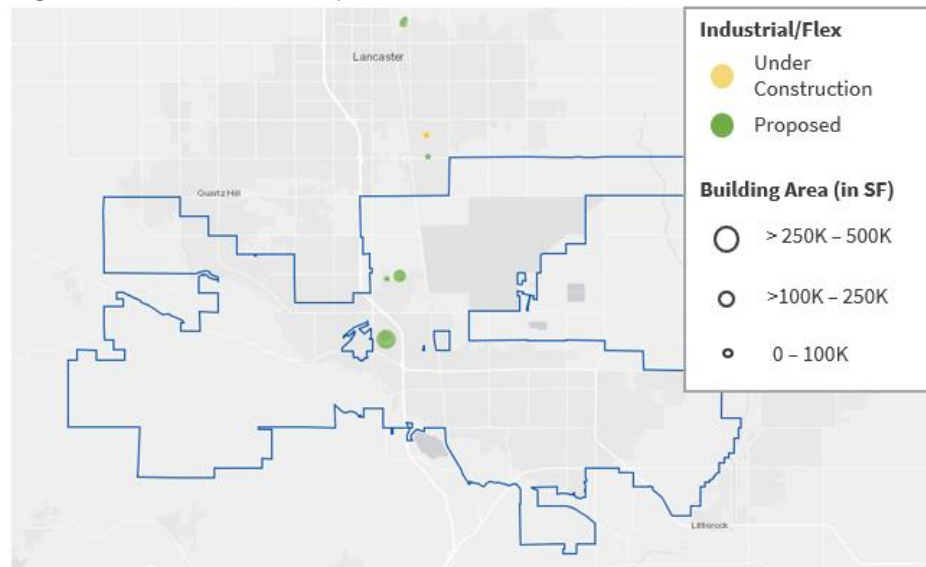 Lancaster
Quartz Hill
Littlerock
Industrial/Flex
Under
Construction
Proposed
Building Area (in SF)
> 250K – 500K
>100K – 250K
0 – 100K